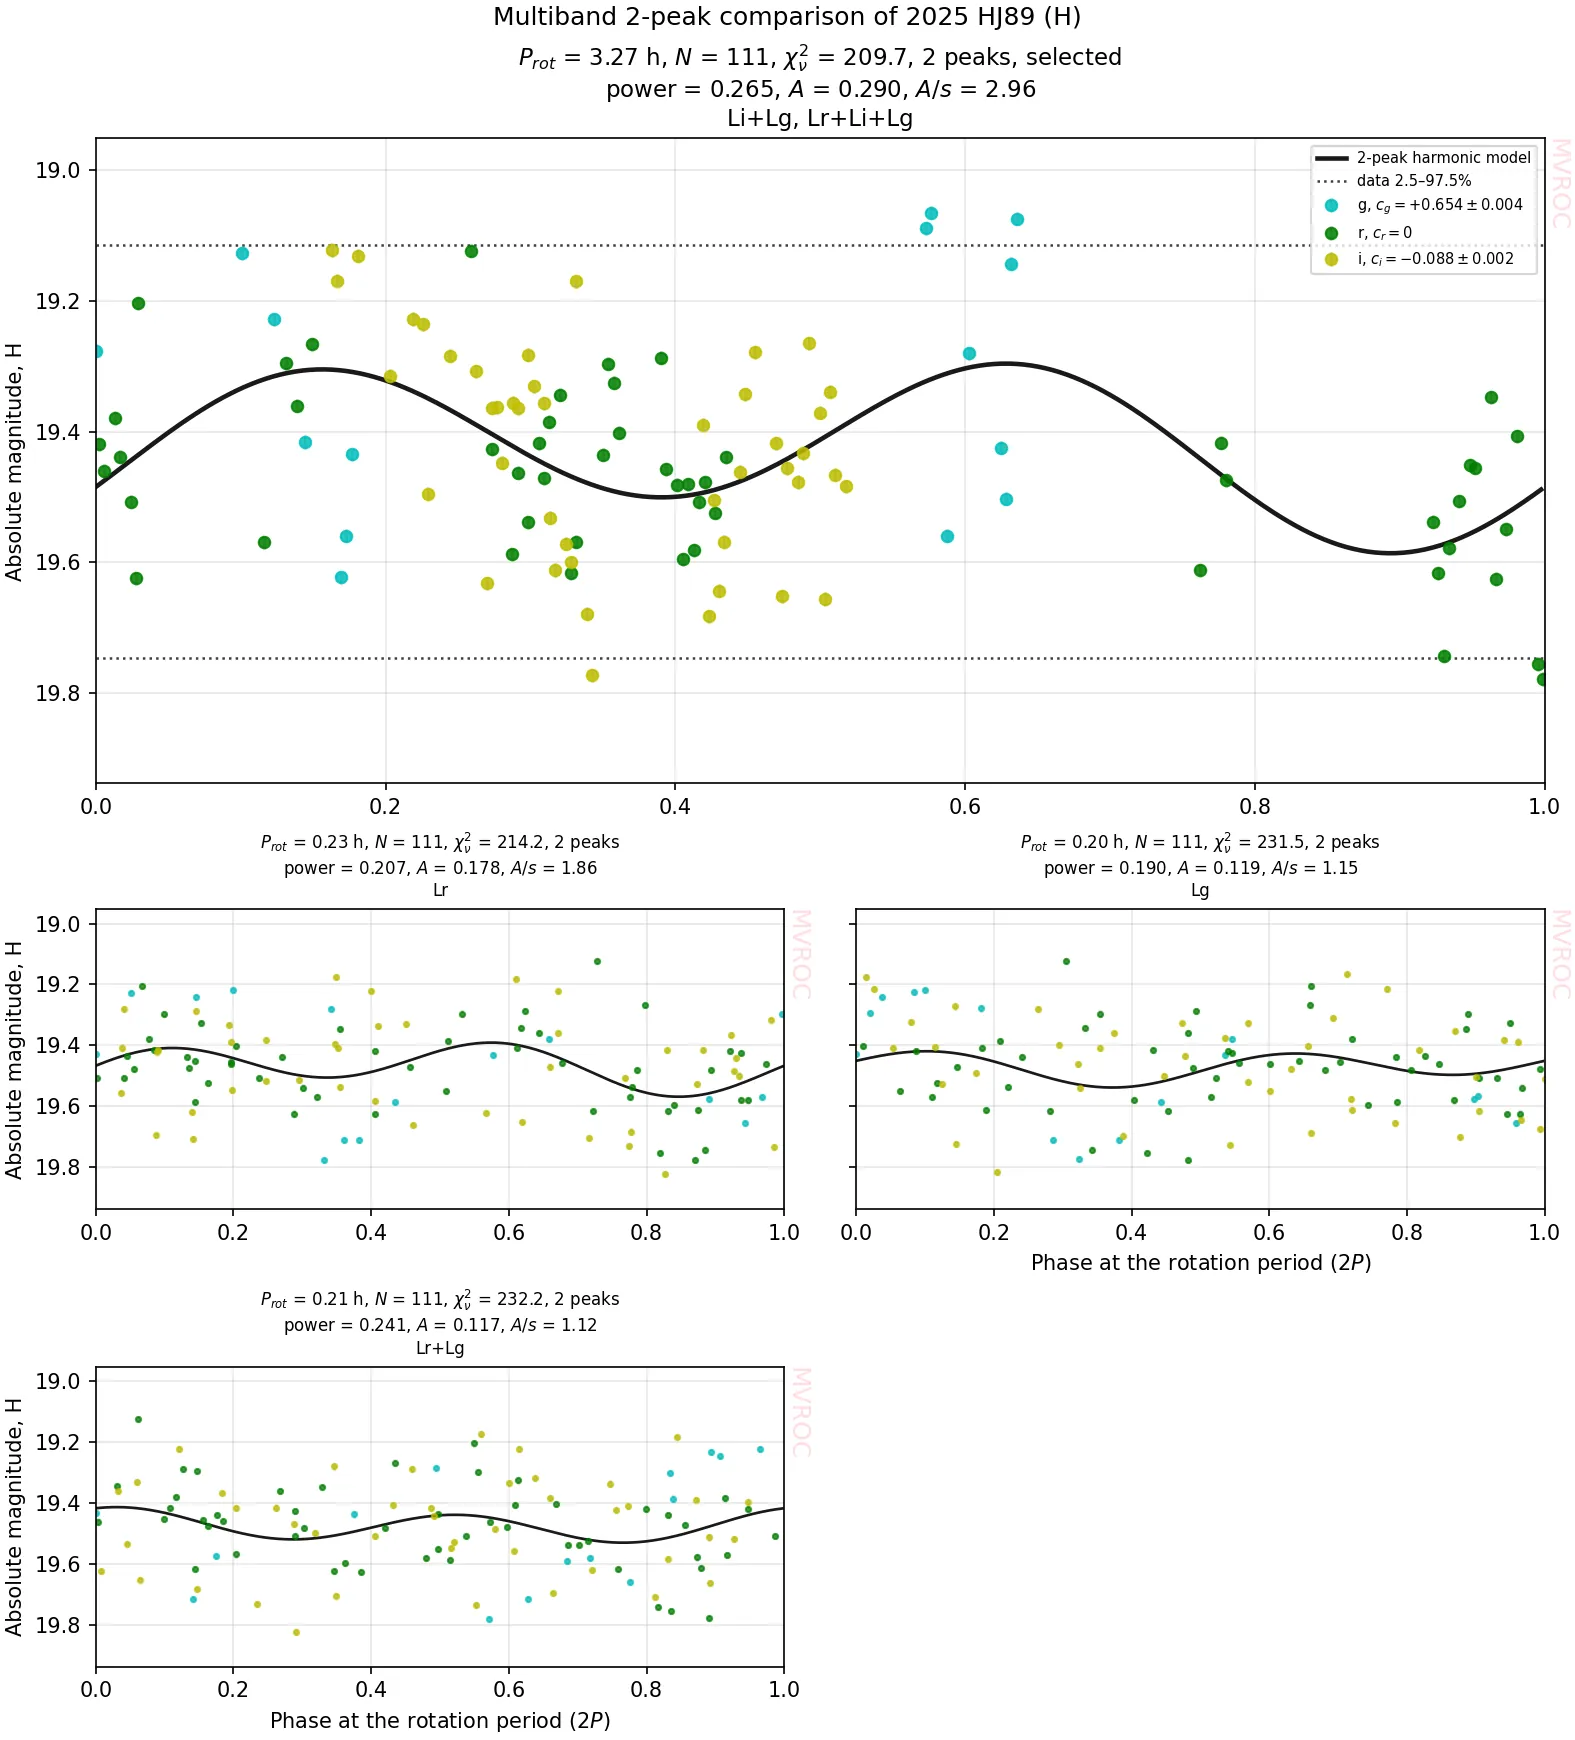 Multiband 2-peak comparison of 2025 HJ89 (H)
P_rot = 3.27 h, N = 111, χ²_ν = 209.7, 2 peaks, selected
power = 0.265, A = 0.290, A/s = 2.96
Li+Lg, Lr+Li+Lg
Absolute magnitude, H
19.0
19.2
19.4
19.6
19.8
0.0 0.2 0.4 0.6 0.8 1.0
2-peak harmonic model
data 2.5–97.5%
g, c_g = +0.654 ± 0.004
r, c_r = 0
i, c_i = −0.088 ± 0.002
MVROC
P_rot = 0.23 h, N = 111, χ²_ν = 214.2, 2 peaks
power = 0.207, A = 0.178, A/s = 1.86
Lr
Absolute magnitude, H
19.0
19.2
19.4
19.6
19.8
0.0 0.2 0.4 0.6 0.8 1.0
MVROC
P_rot = 0.20 h, N = 111, χ²_ν = 231.5, 2 peaks
power = 0.190, A = 0.119, A/s = 1.15
Lg
0.0 0.2 0.4 0.6 0.8 1.0
Phase at the rotation period (2P)
MVROC
P_rot = 0.21 h, N = 111, χ²_ν = 232.2, 2 peaks
power = 0.241, A = 0.117, A/s = 1.12
Lr+Lg
Absolute magnitude, H
19.0
19.2
19.4
19.6
19.8
0.0 0.2 0.4 0.6 0.8 1.0
Phase at the rotation period (2P)
MVROC